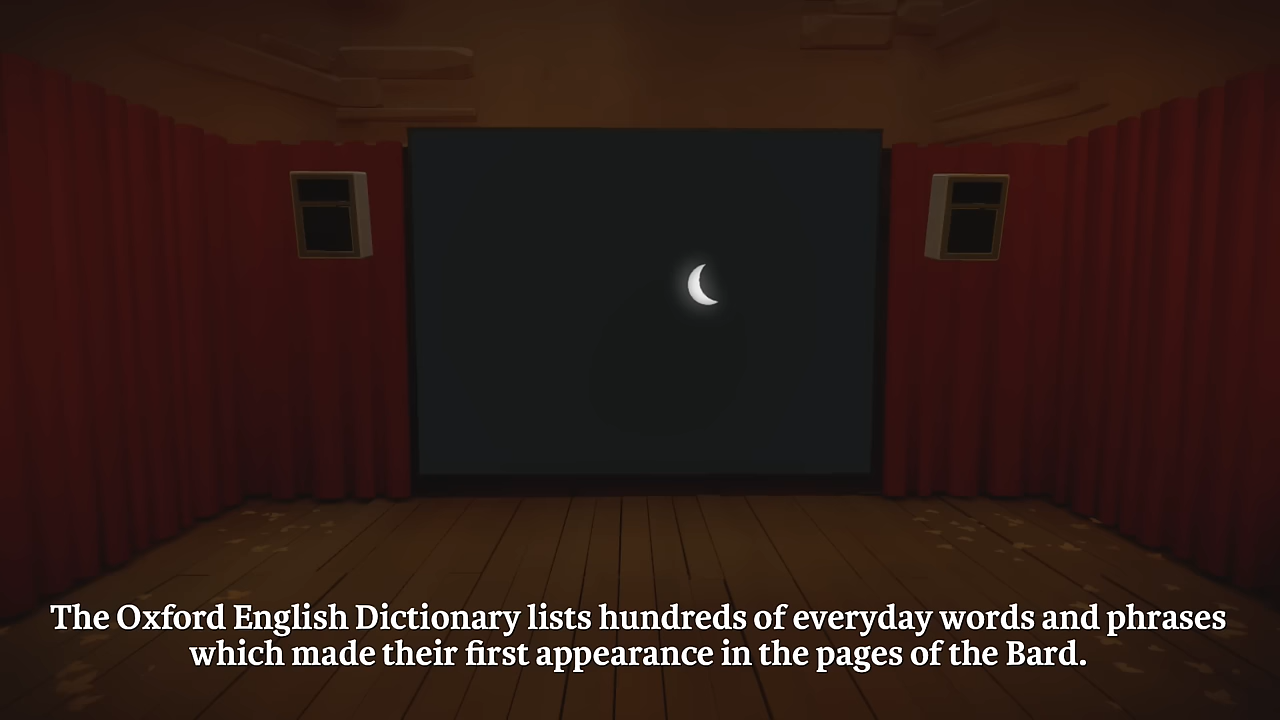 The Oxford English Dictionary lists hundreds of everyday words and phrases
which made their first appearance in the pages of the Bard.